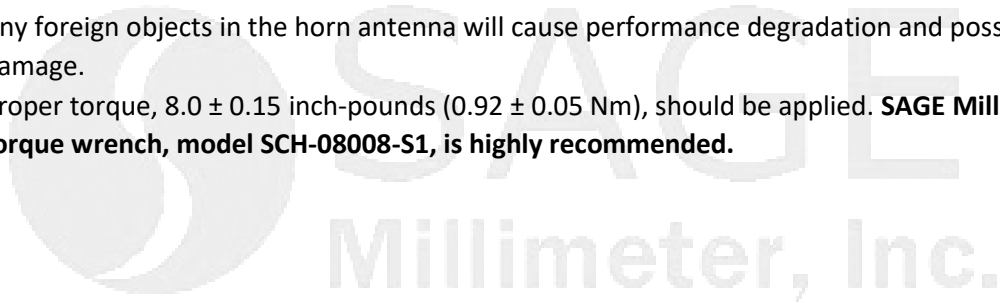 ny foreign objects in the horn antenna will cause performance degradation and poss
amage.
roper torque, 8.0 ± 0.15 inch-pounds (0.92 ± 0.05 Nm), should be applied. SAGE Mill
orque wrench, model SCH-08008-S1, is highly recommended.
SAGE
Millimeter, Inc.